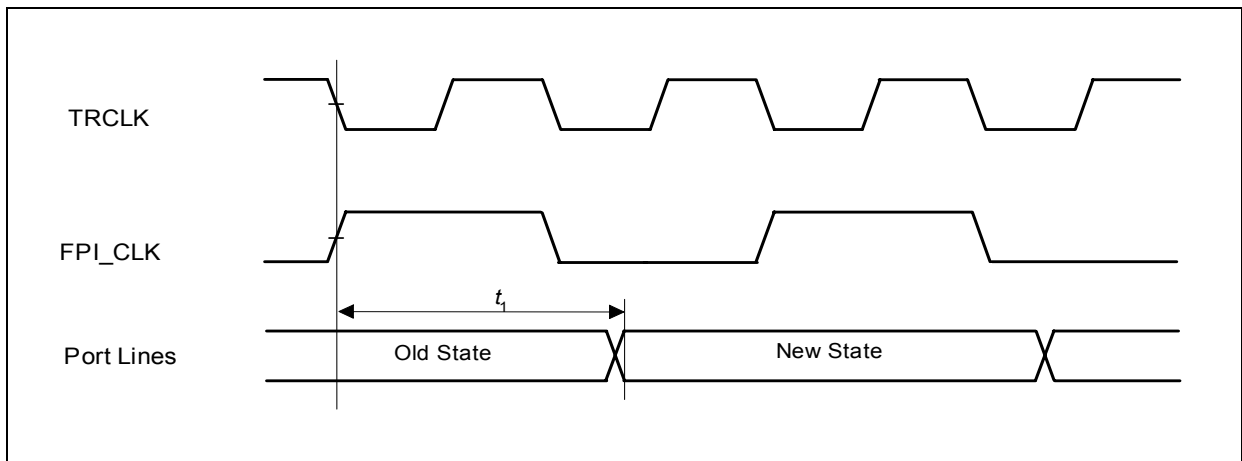 TRCLK
FPI_CLK
t1
Port Lines
Old State
New State